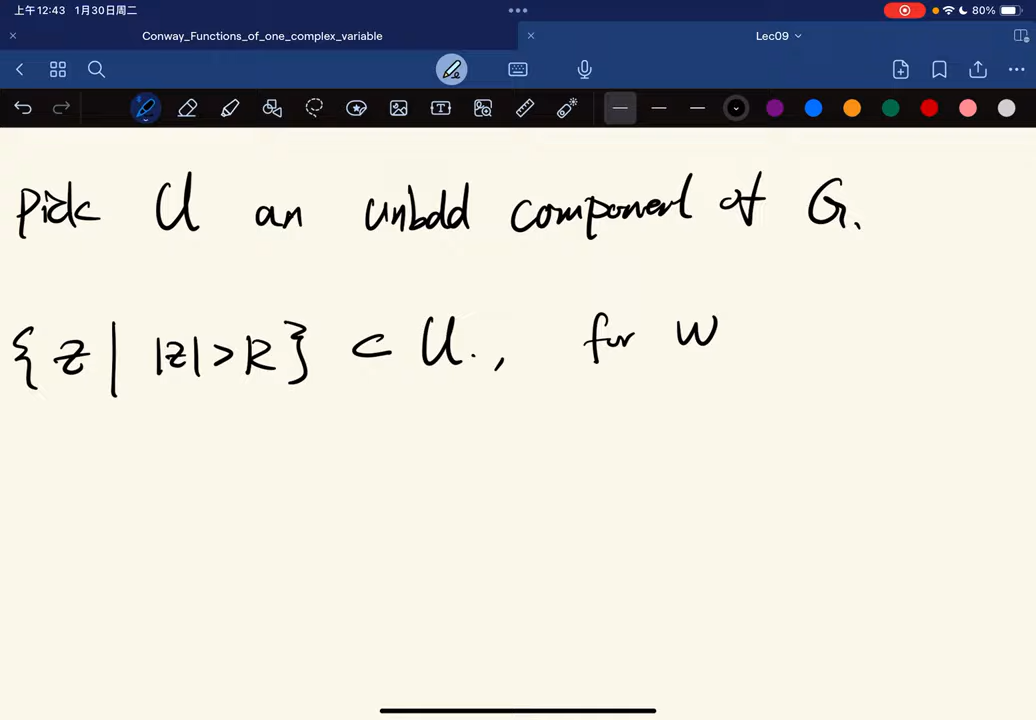 上午12:43 1月30日周二
80%
Conway_Functions_of_one_complex_variable
Lec09
Pick U an unbdd component of G.
{z | |z|>R} ⊂ U., for w